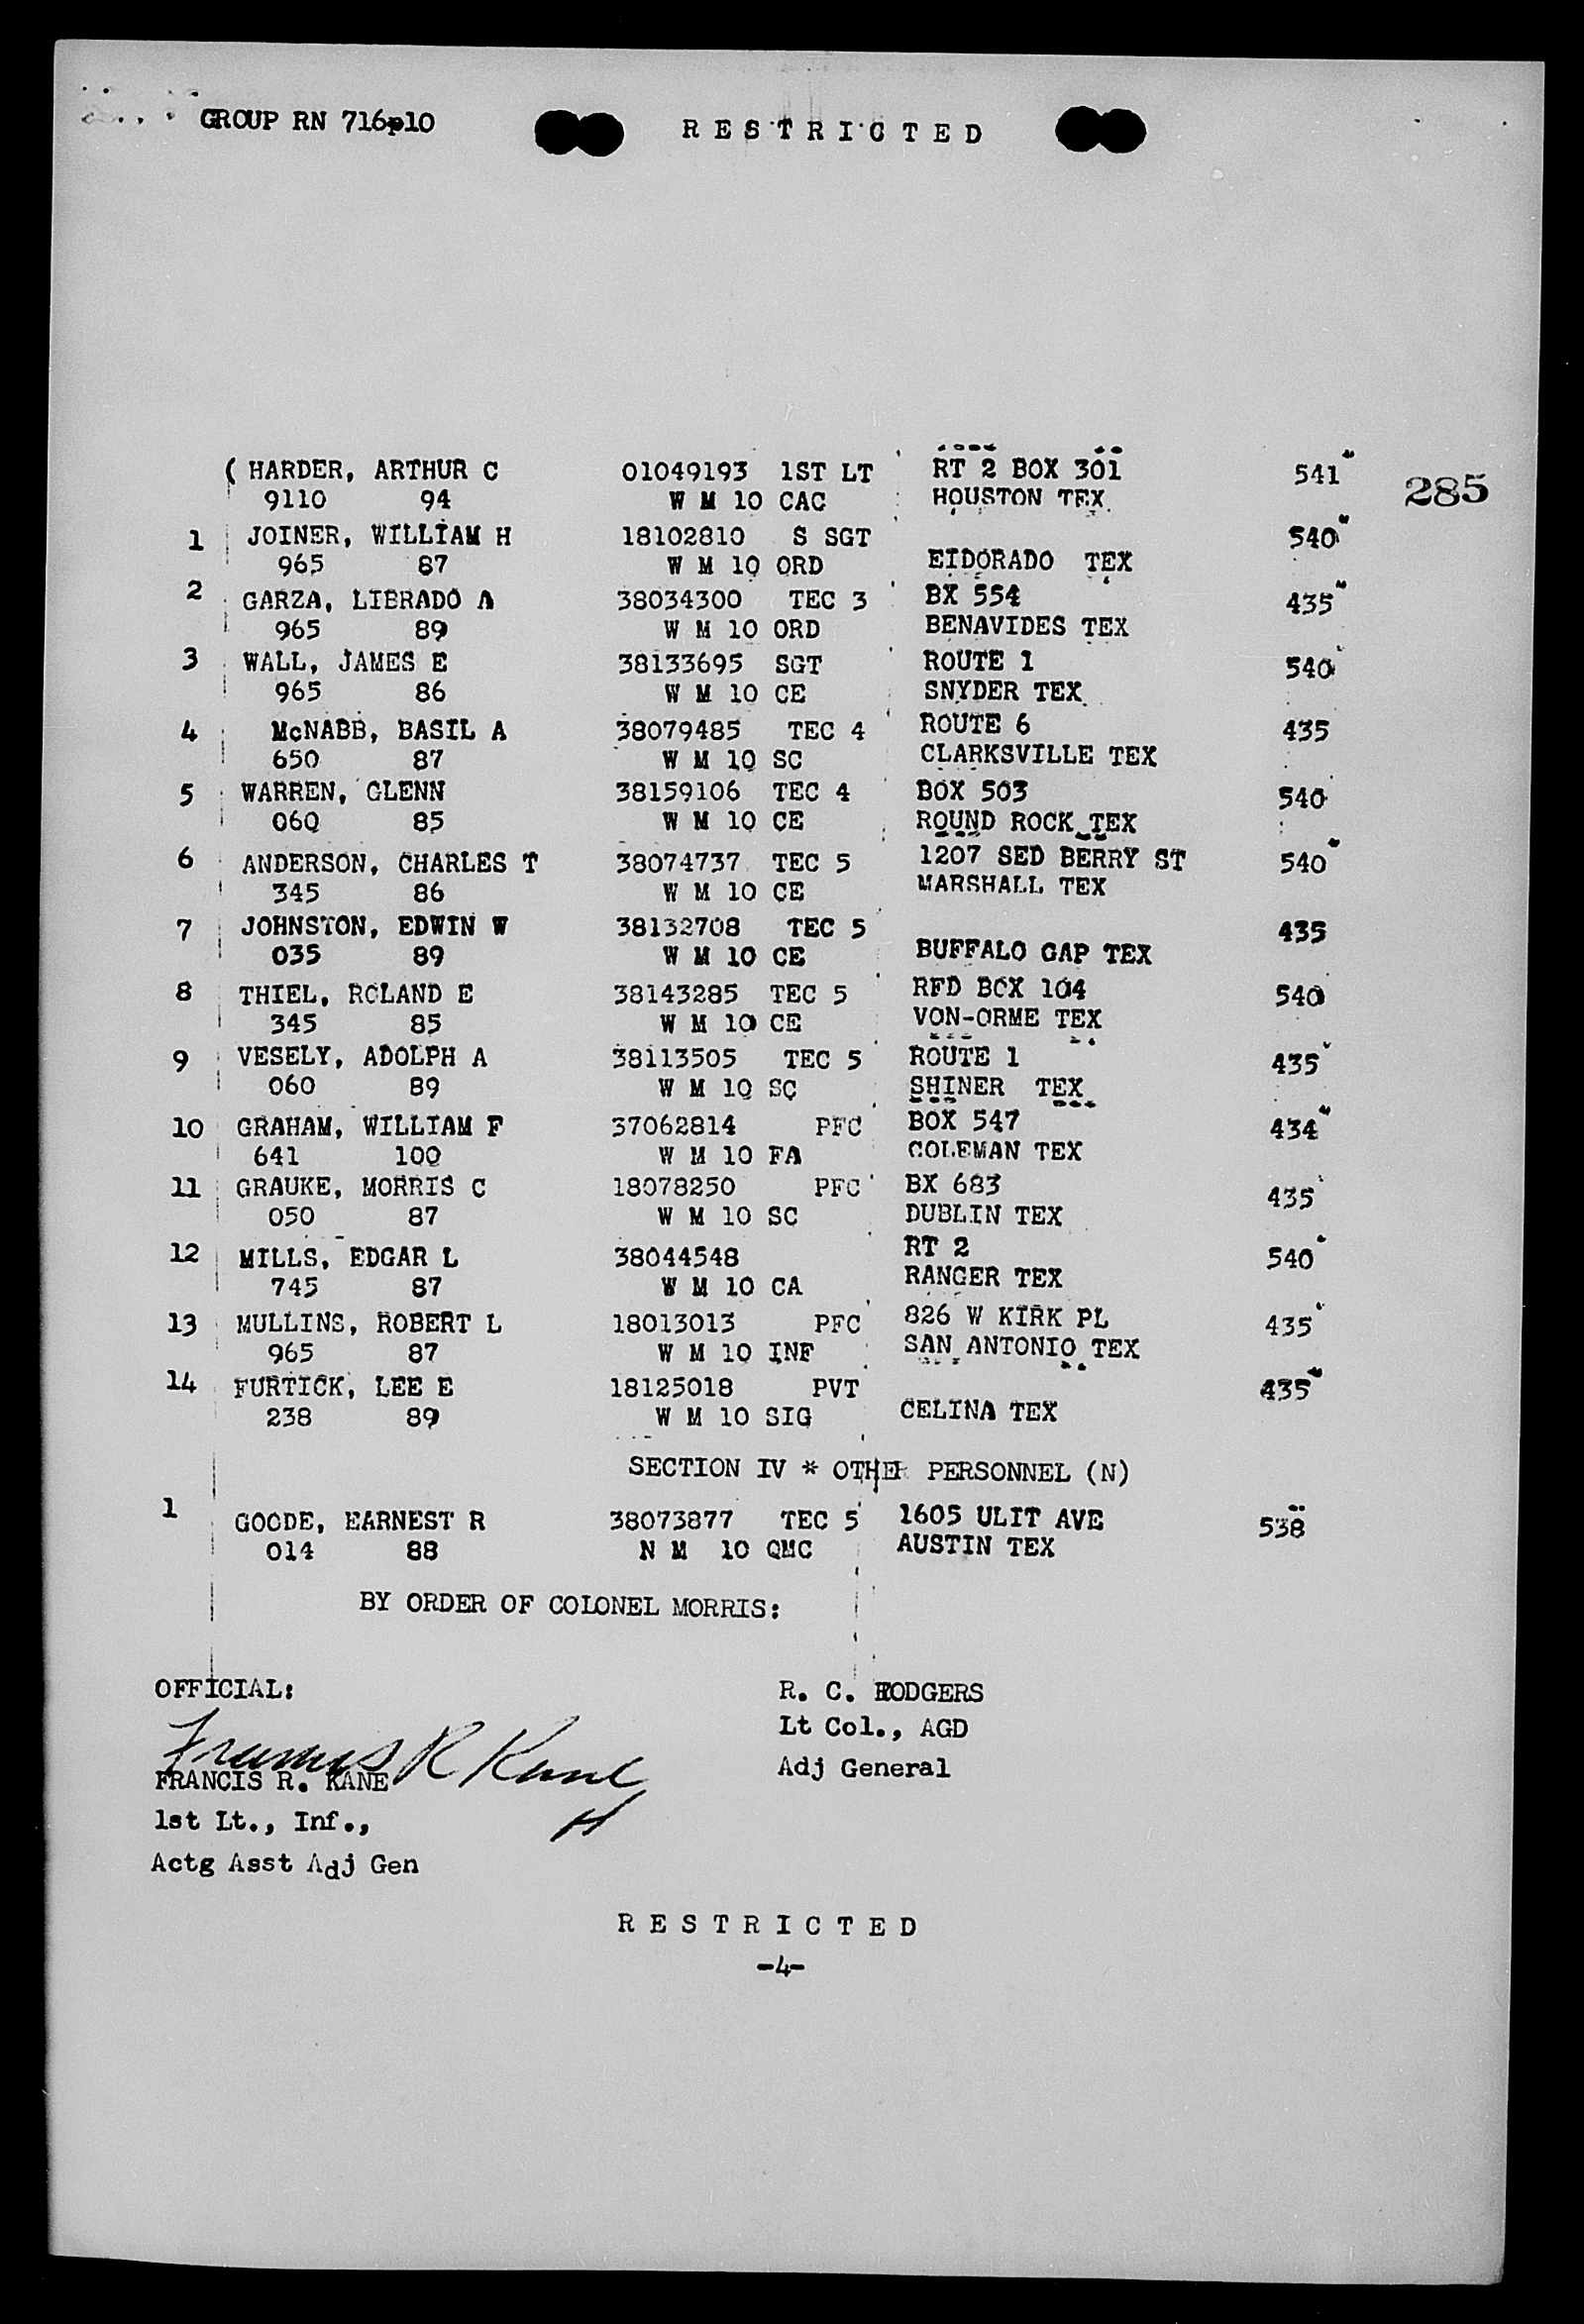 GROUP RN 716p10 RESTRICTED
( HARDER, ARTHUR C 01049193 1ST LT RT 2 BOX 301 541
285
9110 94 W M 10 CAC HOUSTON TEX
1 JOINER, WILLIAM H 18102810 S SGT 540
965 87 W M 10 ORD EIDORADO TEX
2 GARZA, LIBRADO A 38034300 TEC 3 BX 554 435
965 89 W M 10 ORD BENAVIDES TEX
3 WALL, JAMES E 38133695 SGT ROUTE 1 540
965 86 W M 10 CE SNYDER TEX
4 McNABB, BASIL A 38079485 TEC 4 ROUTE 6 435
650 87 W M 10 SC CLARKSVILLE TEX
5 WARREN, GLENN 38159106 TEC 4 BOX 503 540
060 85 W M 10 CE ROUND ROCK TEX
6 ANDERSON, CHARLES T 38074737 TEC 5 1207 SED BERRY ST 540
345 86 W M 10 CE MARSHALL TEX
7 JOHNSTON, EDWIN W 38132708 TEC 5 435
035 89 W M 10 CE BUFFALO GAP TEX
8 THIEL, ROLAND E 38143285 TEC 5 RFD BOX 104 540
345 85 W M 10 CE VON-ORME TEX
9 VESELY, ADOLPH A 38113505 TEC 5 ROUTE 1 435
060 89 W M 10 SC SHINER TEX
10 GRAHAM, WILLIAM F 37062814 PFC BOX 547 434
641 100 W M 10 FA COLEMAN TEX
11 GRAUKE, MORRIS C 18078250 PFC BX 683 435
050 87 W M 10 SC DUBLIN TEX
12 MILLS, EDGAR L 38044548 RT 2 540
745 87 W M 10 CA RANGER TEX
13 MULLINS, ROBERT L 18013013 PFC 826 W KIRK PL 435
965 87 W M 10 INF SAN ANTONIO TEX
14 FURTICK, LEE E 18125018 PVT 435
238 89 W M 10 SIG CELINA TEX
SECTION IV * OTHER PERSONNEL (N)
1 GOODE, EARNEST R 38073877 TEC 5 1605 ULIT AVE 538
014 88 N M 10 QMC AUSTIN TEX
BY ORDER OF COLONEL MORRIS:
OFFICIAL: R. C. RODGERS
Lt Col., AGD
Francis R Kane
FRANCIS R. KANE Adj General
1st Lt., Inf.,
Actg Asst Adj Gen
RESTRICTED
-4-